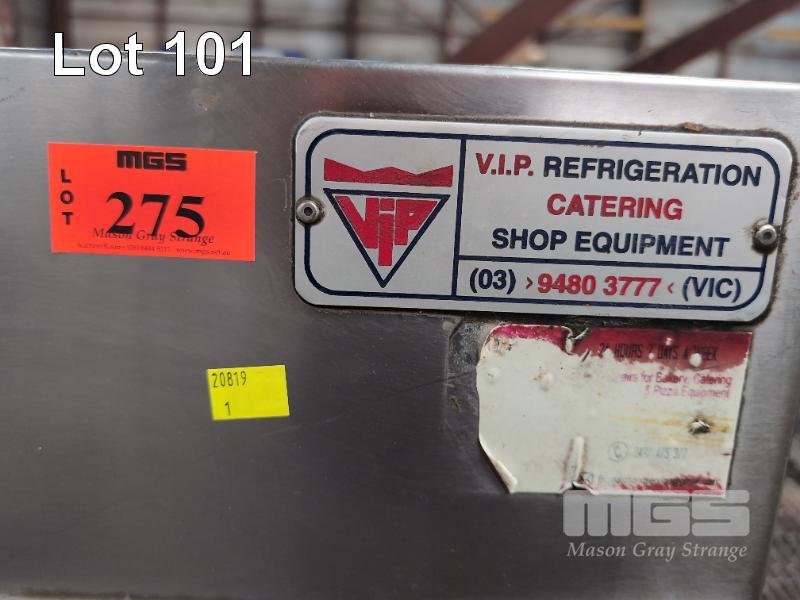 Lot 101
MGS
LOT
275
Mason Gray Strange
ViP
V.I.P. REFRIGERATION
CATERING
SHOP EQUIPMENT
(03) › 9480 3777 ‹ (VIC)
20819
1
24 HOURS 7 DAYS A WEEK
for Bakery, Catering
& Pizza Equipment
MGS
Mason Gray Strange